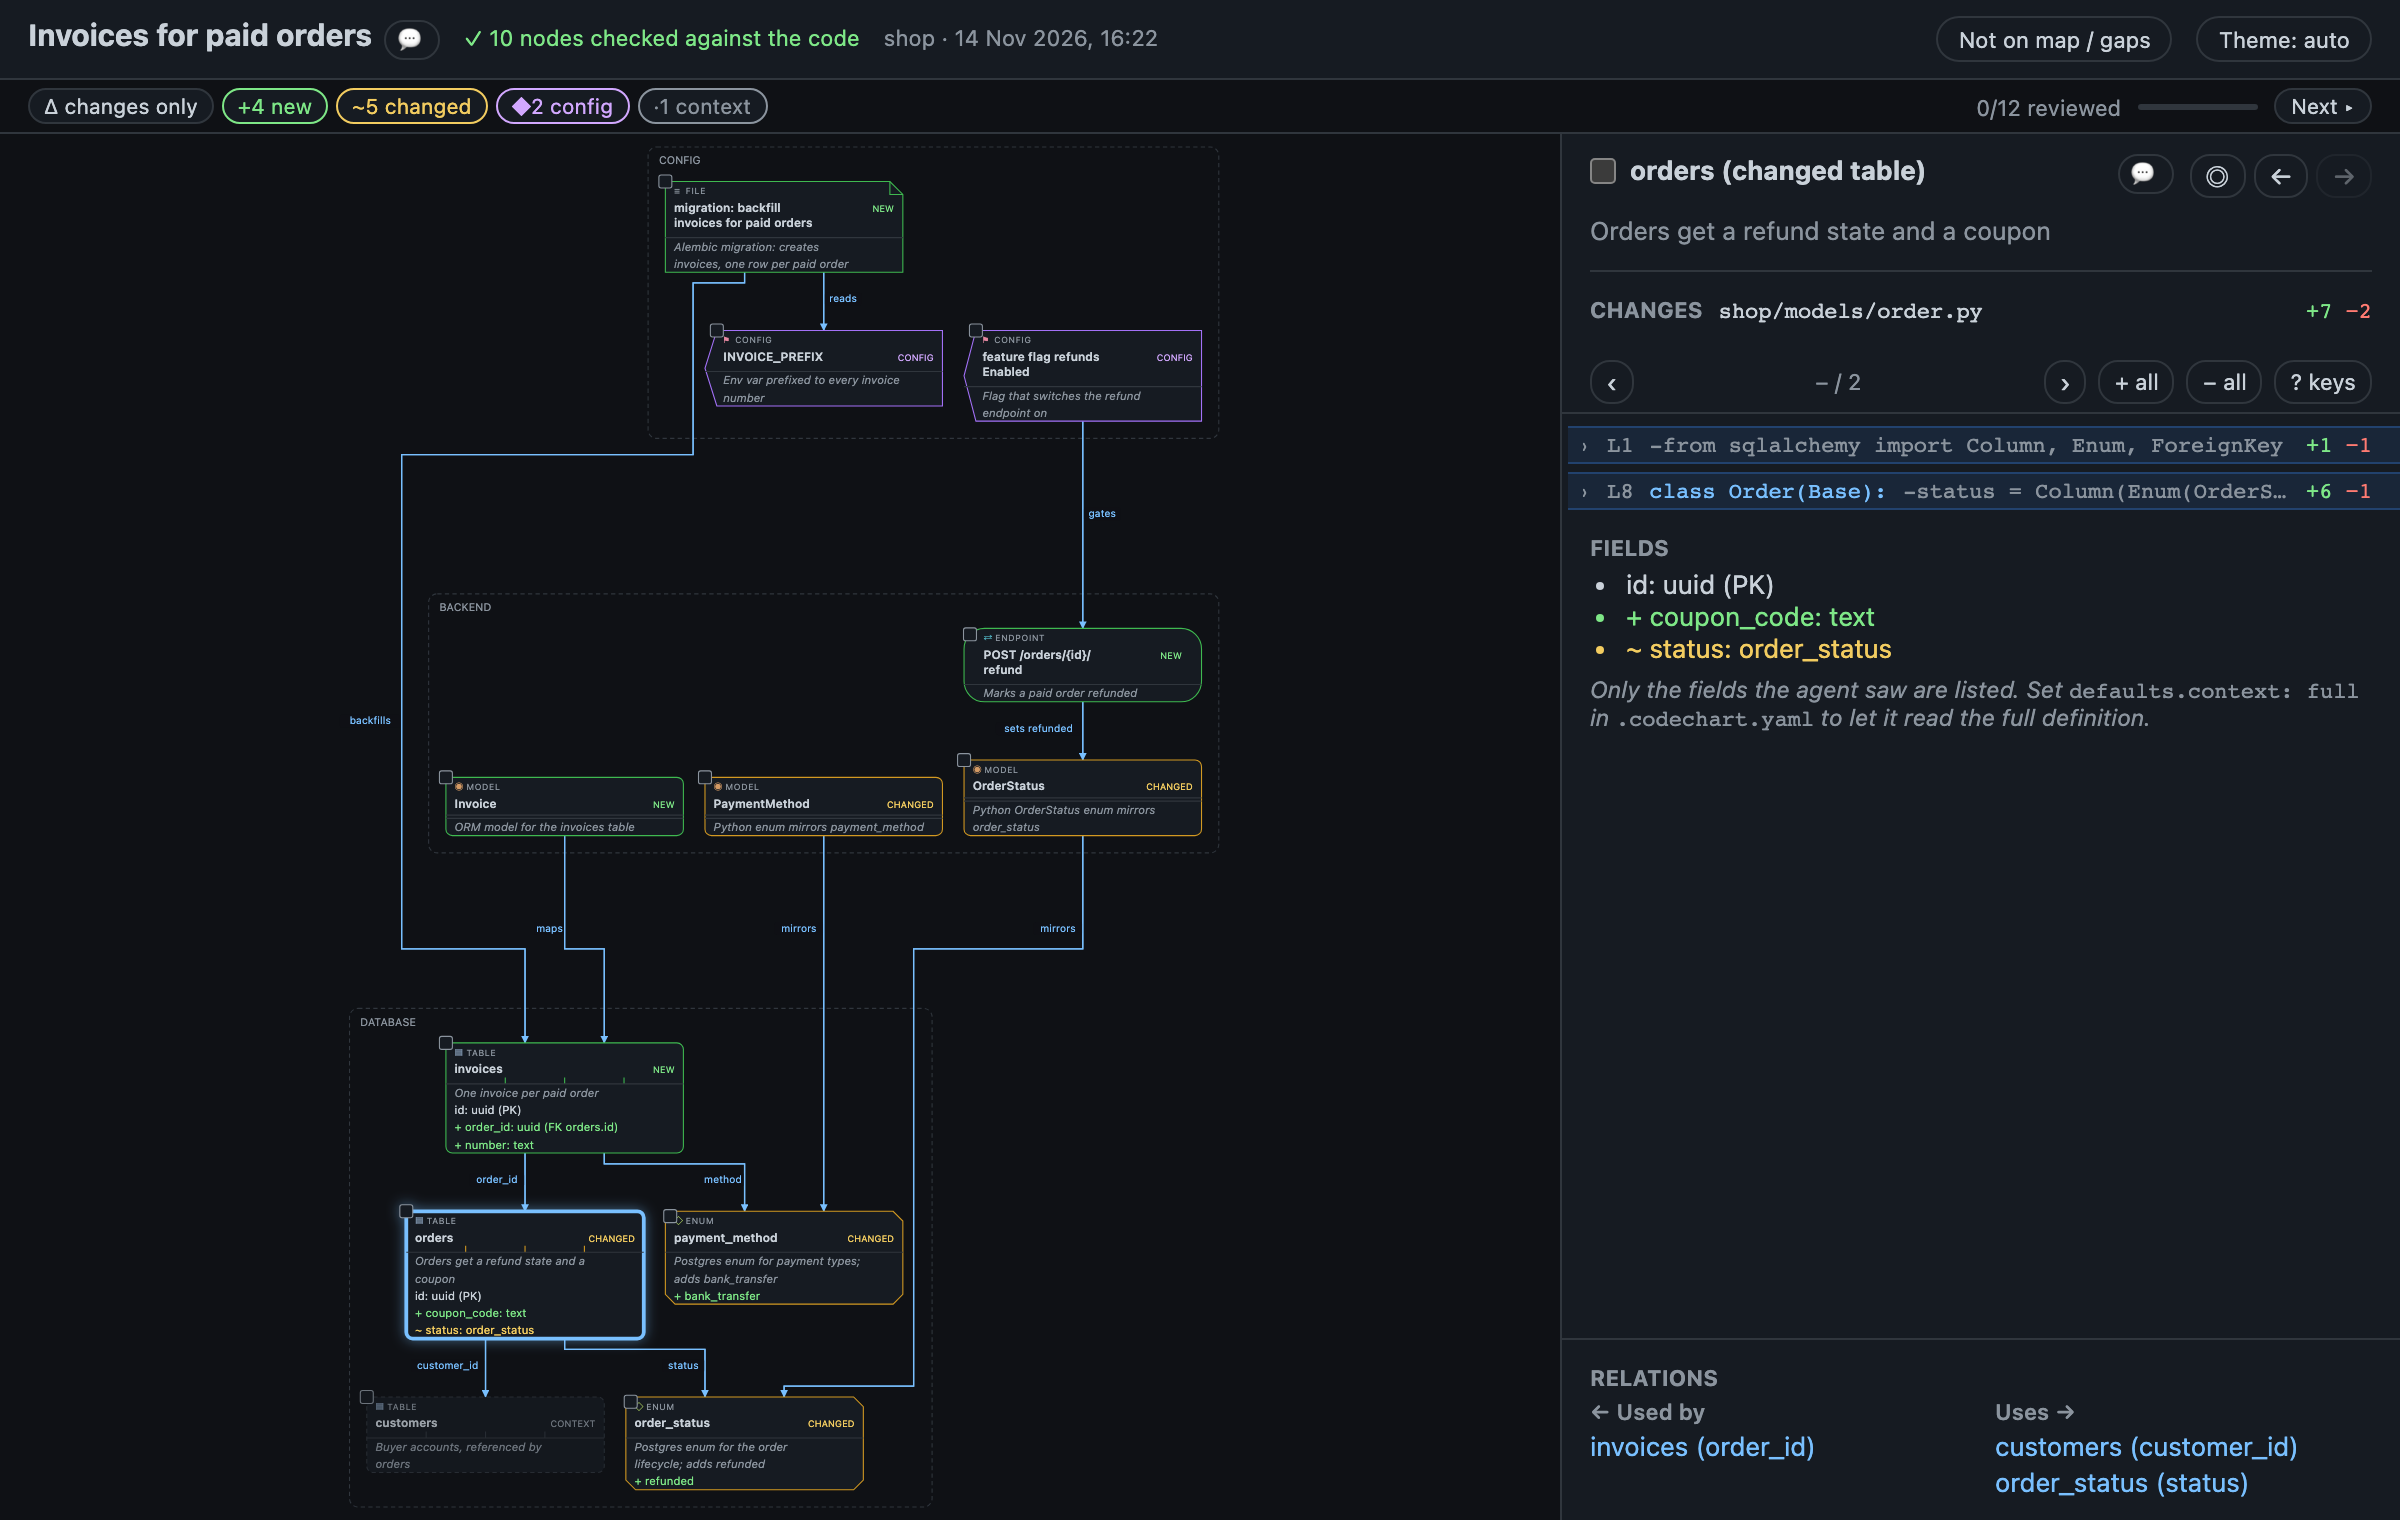 Invoices for paid orders
✓ 10 nodes checked against the code
shop · 14 Nov 2026, 16:22
Not on map / gaps
Theme: auto
Δ changes only
+4 new
~5 changed
◆2 config
·1 context
0/12 reviewed
Next ▸
CONFIG
≡ FILE
migration: backfill
invoices for paid orders
NEW
Alembic migration: creates
invoices, one row per paid order
reads
CONFIG
INVOICE_PREFIX
CONFIG
Env var prefixed to every invoice
number
CONFIG
feature flag refunds
Enabled
CONFIG
Flag that switches the refund
endpoint on
gates
BACKEND
⇄ ENDPOINT
POST /orders/{id}/
refund
NEW
Marks a paid order refunded
backfills
sets refunded
MODEL
Invoice
NEW
ORM model for the invoices table
MODEL
PaymentMethod
CHANGED
Python enum mirrors payment_method
MODEL
OrderStatus
CHANGED
Python OrderStatus enum mirrors
order_status
maps
mirrors
mirrors
DATABASE
TABLE
invoices
NEW
One invoice per paid order
id: uuid (PK)
+ order_id: uuid (FK orders.id)
+ number: text
order_id
method
TABLE
orders
CHANGED
Orders get a refund state and a
coupon
id: uuid (PK)
+ coupon_code: text
~ status: order_status
ENUM
payment_method
CHANGED
Postgres enum for payment types;
adds bank_transfer
+ bank_transfer
customer_id
status
TABLE
customers
CONTEXT
Buyer accounts, referenced by
orders
ENUM
order_status
CHANGED
Postgres enum for the order
lifecycle; adds refunded
+ refunded
orders (changed table)
Orders get a refund state and a coupon
CHANGES shop/models/order.py +7 −2
‹ – / 2 › + all − all ? keys
› L1 -from sqlalchemy import Column, Enum, ForeignKey +1 −1
› L8 class Order(Base): -status = Column(Enum(OrderS… +6 −1
FIELDS
• id: uuid (PK)
• + coupon_code: text
• ~ status: order_status
Only the fields the agent saw are listed. Set defaults.context: full
in .codechart.yaml to let it read the full definition.
RELATIONS
← Used by
invoices (order_id)
Uses →
customers (customer_id)
order_status (status)